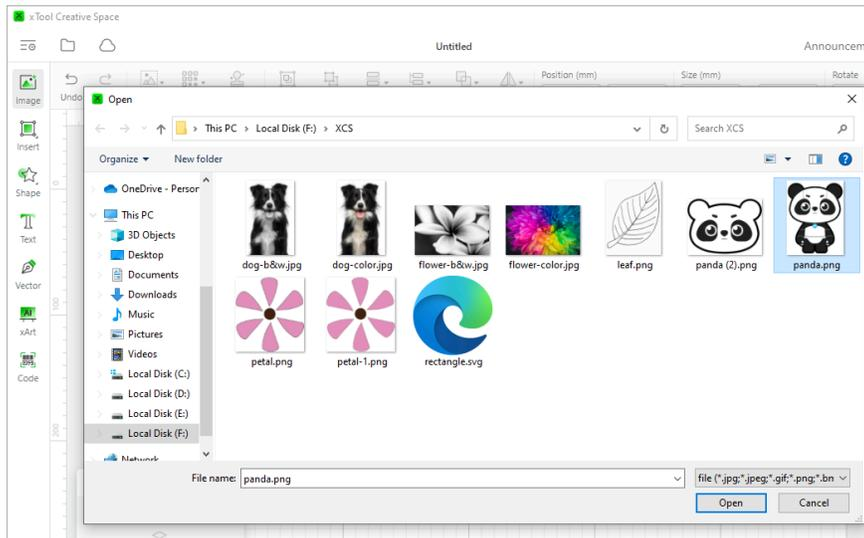 xTool Creative Space
Untitled
Announcem
Undo
Position (mm)
Size (mm)
Rotate
Image
Insert
Shape
Text
Vector
xArt
Code
Open
This PC > Local Disk (F:) > XCS
Search XCS
Organize
New folder
OneDrive - Person
This PC
3D Objects
Desktop
Documents
Downloads
Music
Pictures
Videos
Local Disk (C:)
Local Disk (D:)
Local Disk (E:)
Local Disk (F:)
Network
dog-b&w.jpg
dog-color.jpg
flower-b&w.jpg
flower-color.jpg
leaf.png
panda (2).png
panda.png
petal.png
petal-1.png
rectangle.svg
File name:
panda.png
file (*.jpg;*.jpeg;*.gif;*.png;*.bn
Open
Cancel
0
100
200
AI